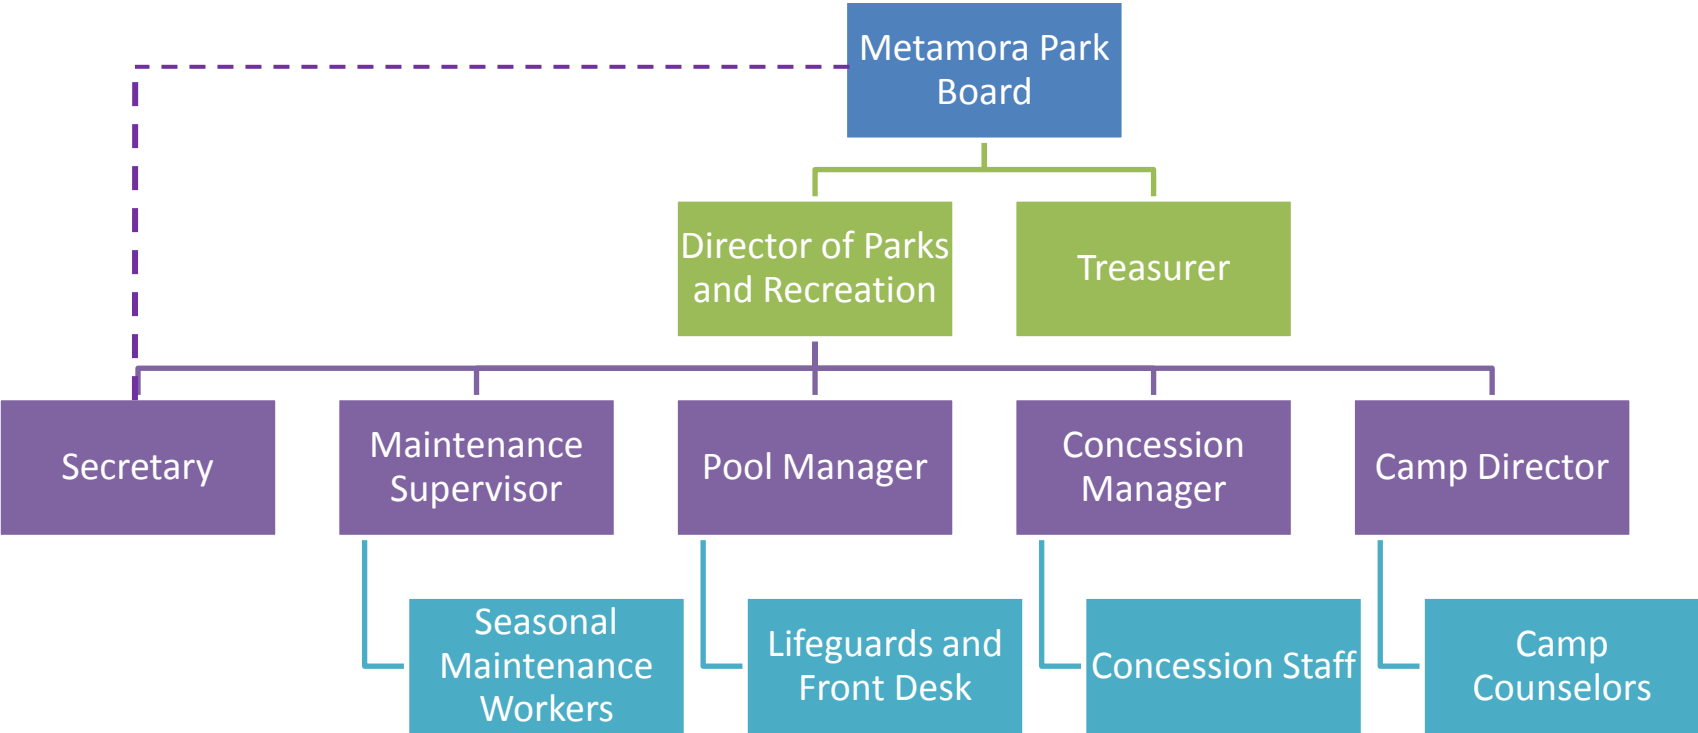 Metamora Park
Board
Director of Parks
and Recreation
Treasurer
Secretary
Maintenance
Supervisor
Pool Manager
Concession
Manager
Camp Director
Seasonal
Maintenance
Workers
Lifeguards and
Front Desk
Concession Staff
Camp
Counselors